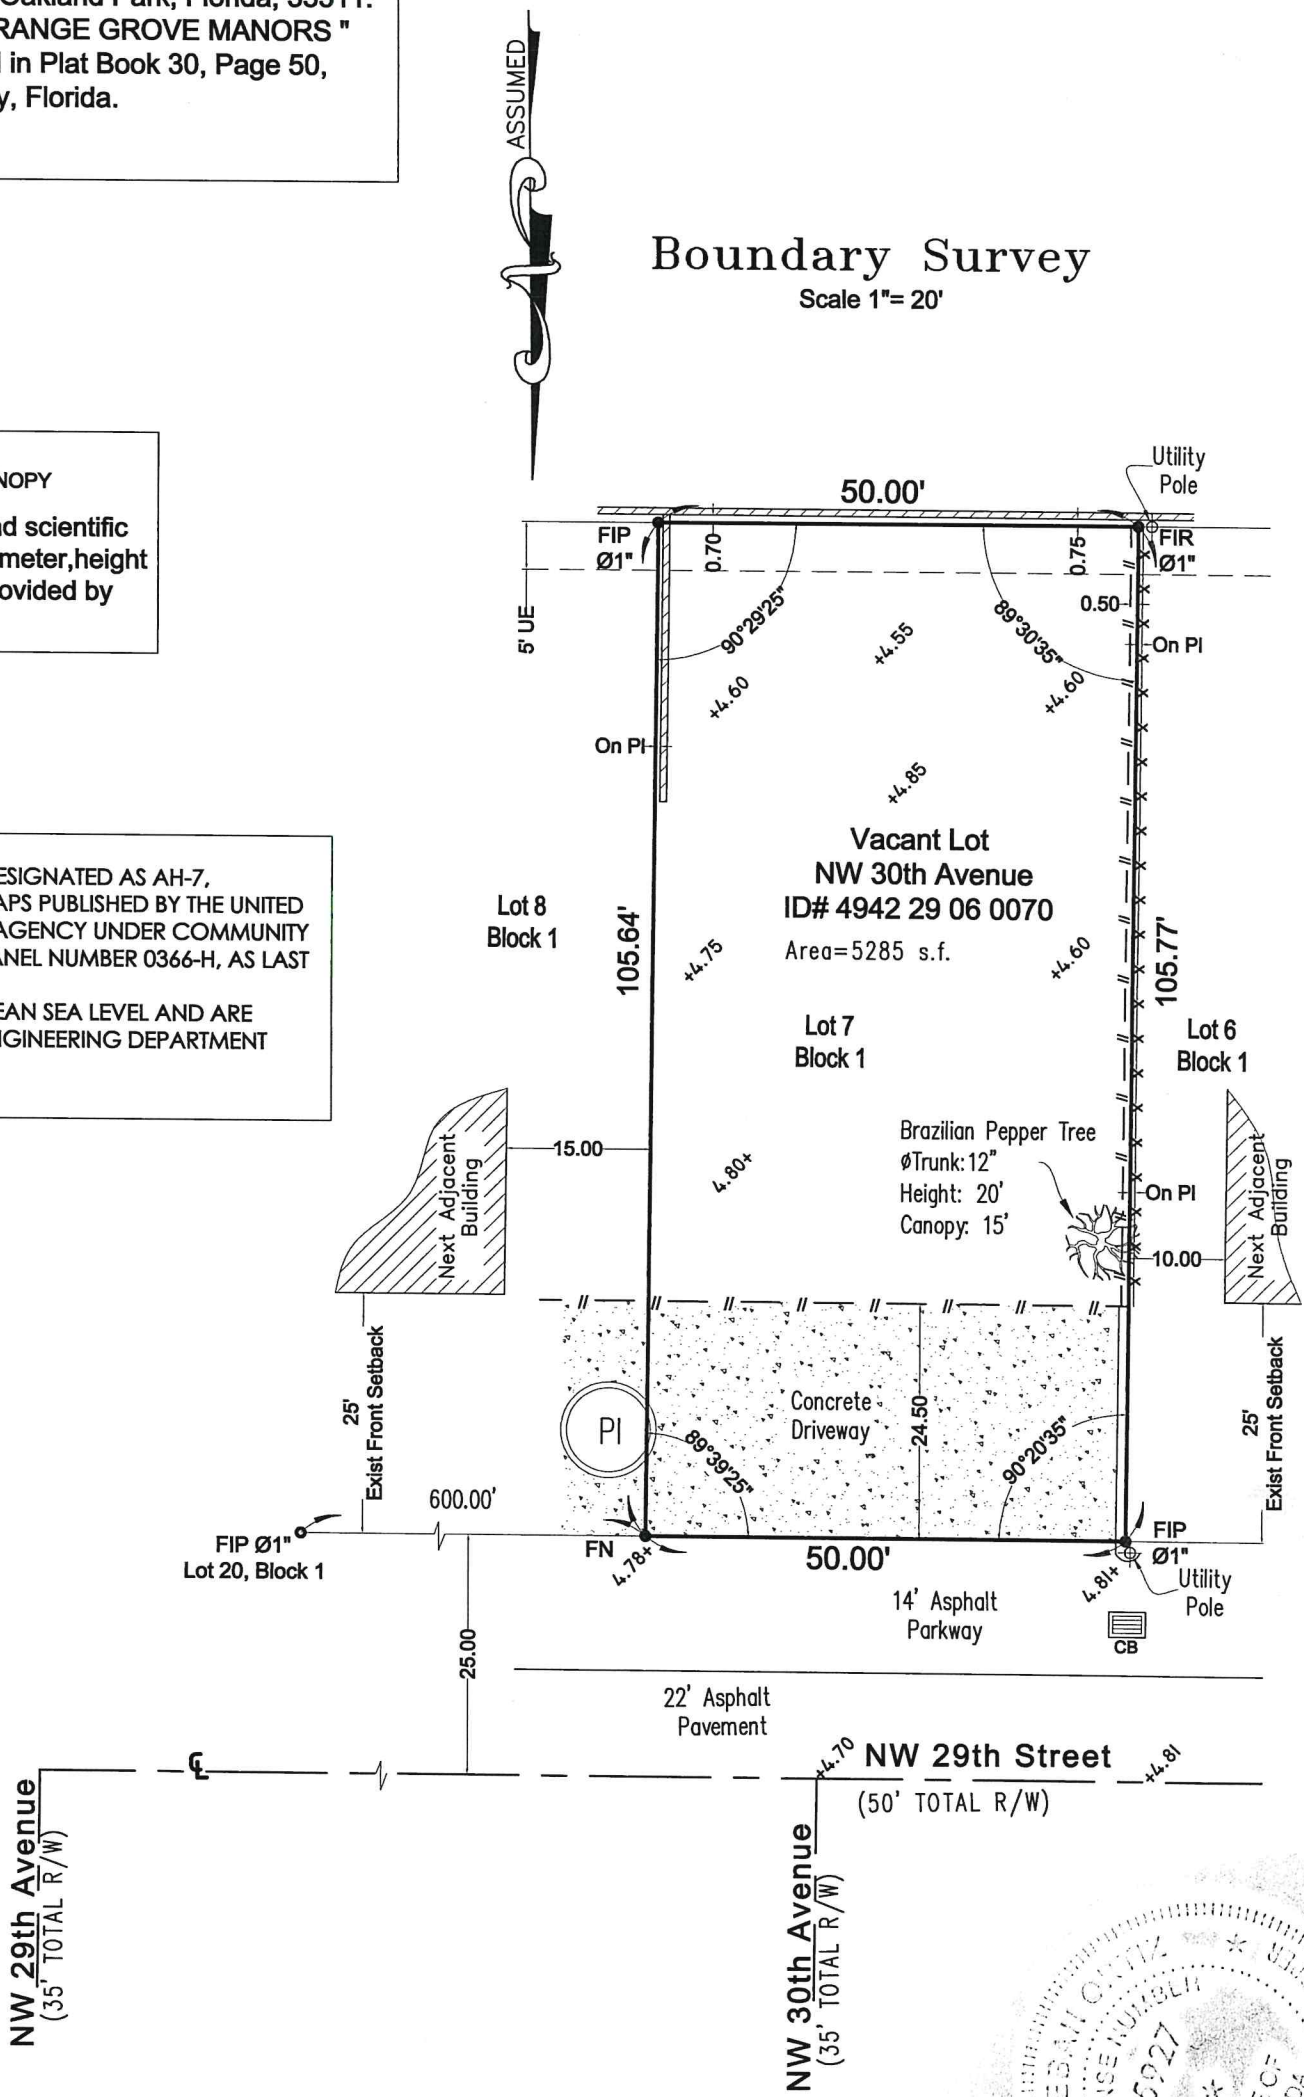 Oakland Park, Florida, 33311.
RANGE GROVE MANORS "
in Plat Book 30, Page 50,
y, Florida.
ASSUMED
Boundary Survey
Scale 1"= 20'
NOPY
d scientific
meter,height
ovided by
ESIGNATED AS AH-7,
APS PUBLISHED BY THE UNITED
AGENCY UNDER COMMUNITY
ANEL NUMBER 0366-H, AS LAST
EAN SEA LEVEL AND ARE
NGINEERING DEPARTMENT
50.00'
Utility
Pole
FIP
Ø1"
0.70
0.75
FIR
Ø1"
5' UE
90°29'25"
89°30'35"
0.50
On Pl
+4.55
+4.60
+4.60
On Pl
+4.85
Vacant Lot
NW 30th Avenue
ID# 4942 29 06 0070
Area=5285 s.f.
Lot 8
Block 1
105.64'
+4.75
+4.60
105.77'
Lot 7
Block 1
Lot 6
Block 1
Brazilian Pepper Tree
ØTrunk:12"
Height: 20'
Canopy: 15'
Next Adjacent
Building
15.00
4.80+
On Pl
10.00
Next Adjacent
Building
25'
Exist Front Setback
Pl
Concrete
Driveway
24.50
89°39'25"
90°20'35"
25'
Exist Front Setback
600.00'
FIP Ø1"
Lot 20, Block 1
FN
4.78+
50.00'
FIP
Ø1"
4.81+
Utility
Pole
14' Asphalt
Parkway
CB
25.00
22' Asphalt
Pavement
CL
+4.70
NW 29th Street
+4.81
(50' TOTAL R/W)
NW 29th Avenue
(35' TOTAL R/W)
NW 30th Avenue
(35' TOTAL R/W)
EBAN ORTIZ
SE NUMBER
6927